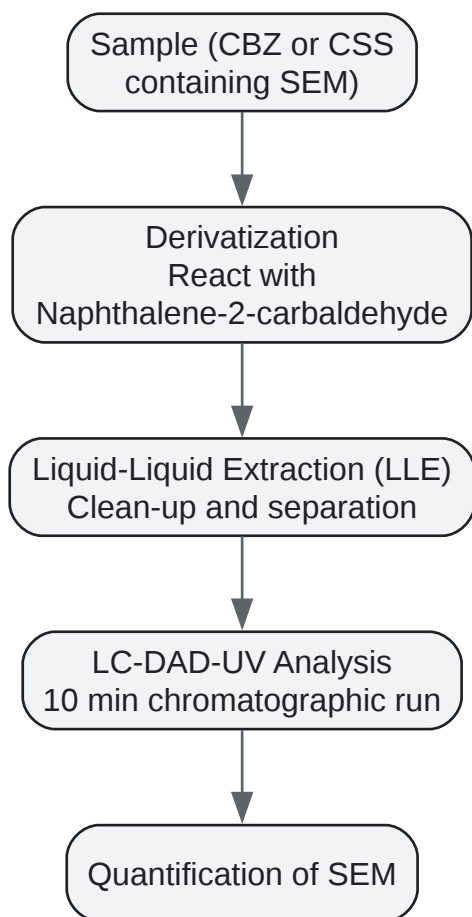 Sample (CBZ or CSS
containing SEM)
Derivatization
React with
Naphthalene-2-carbaldehyde
Liquid-Liquid Extraction (LLE)
Clean-up and separation
LC-DAD-UV Analysis
10 min chromatographic run
Quantification of SEM